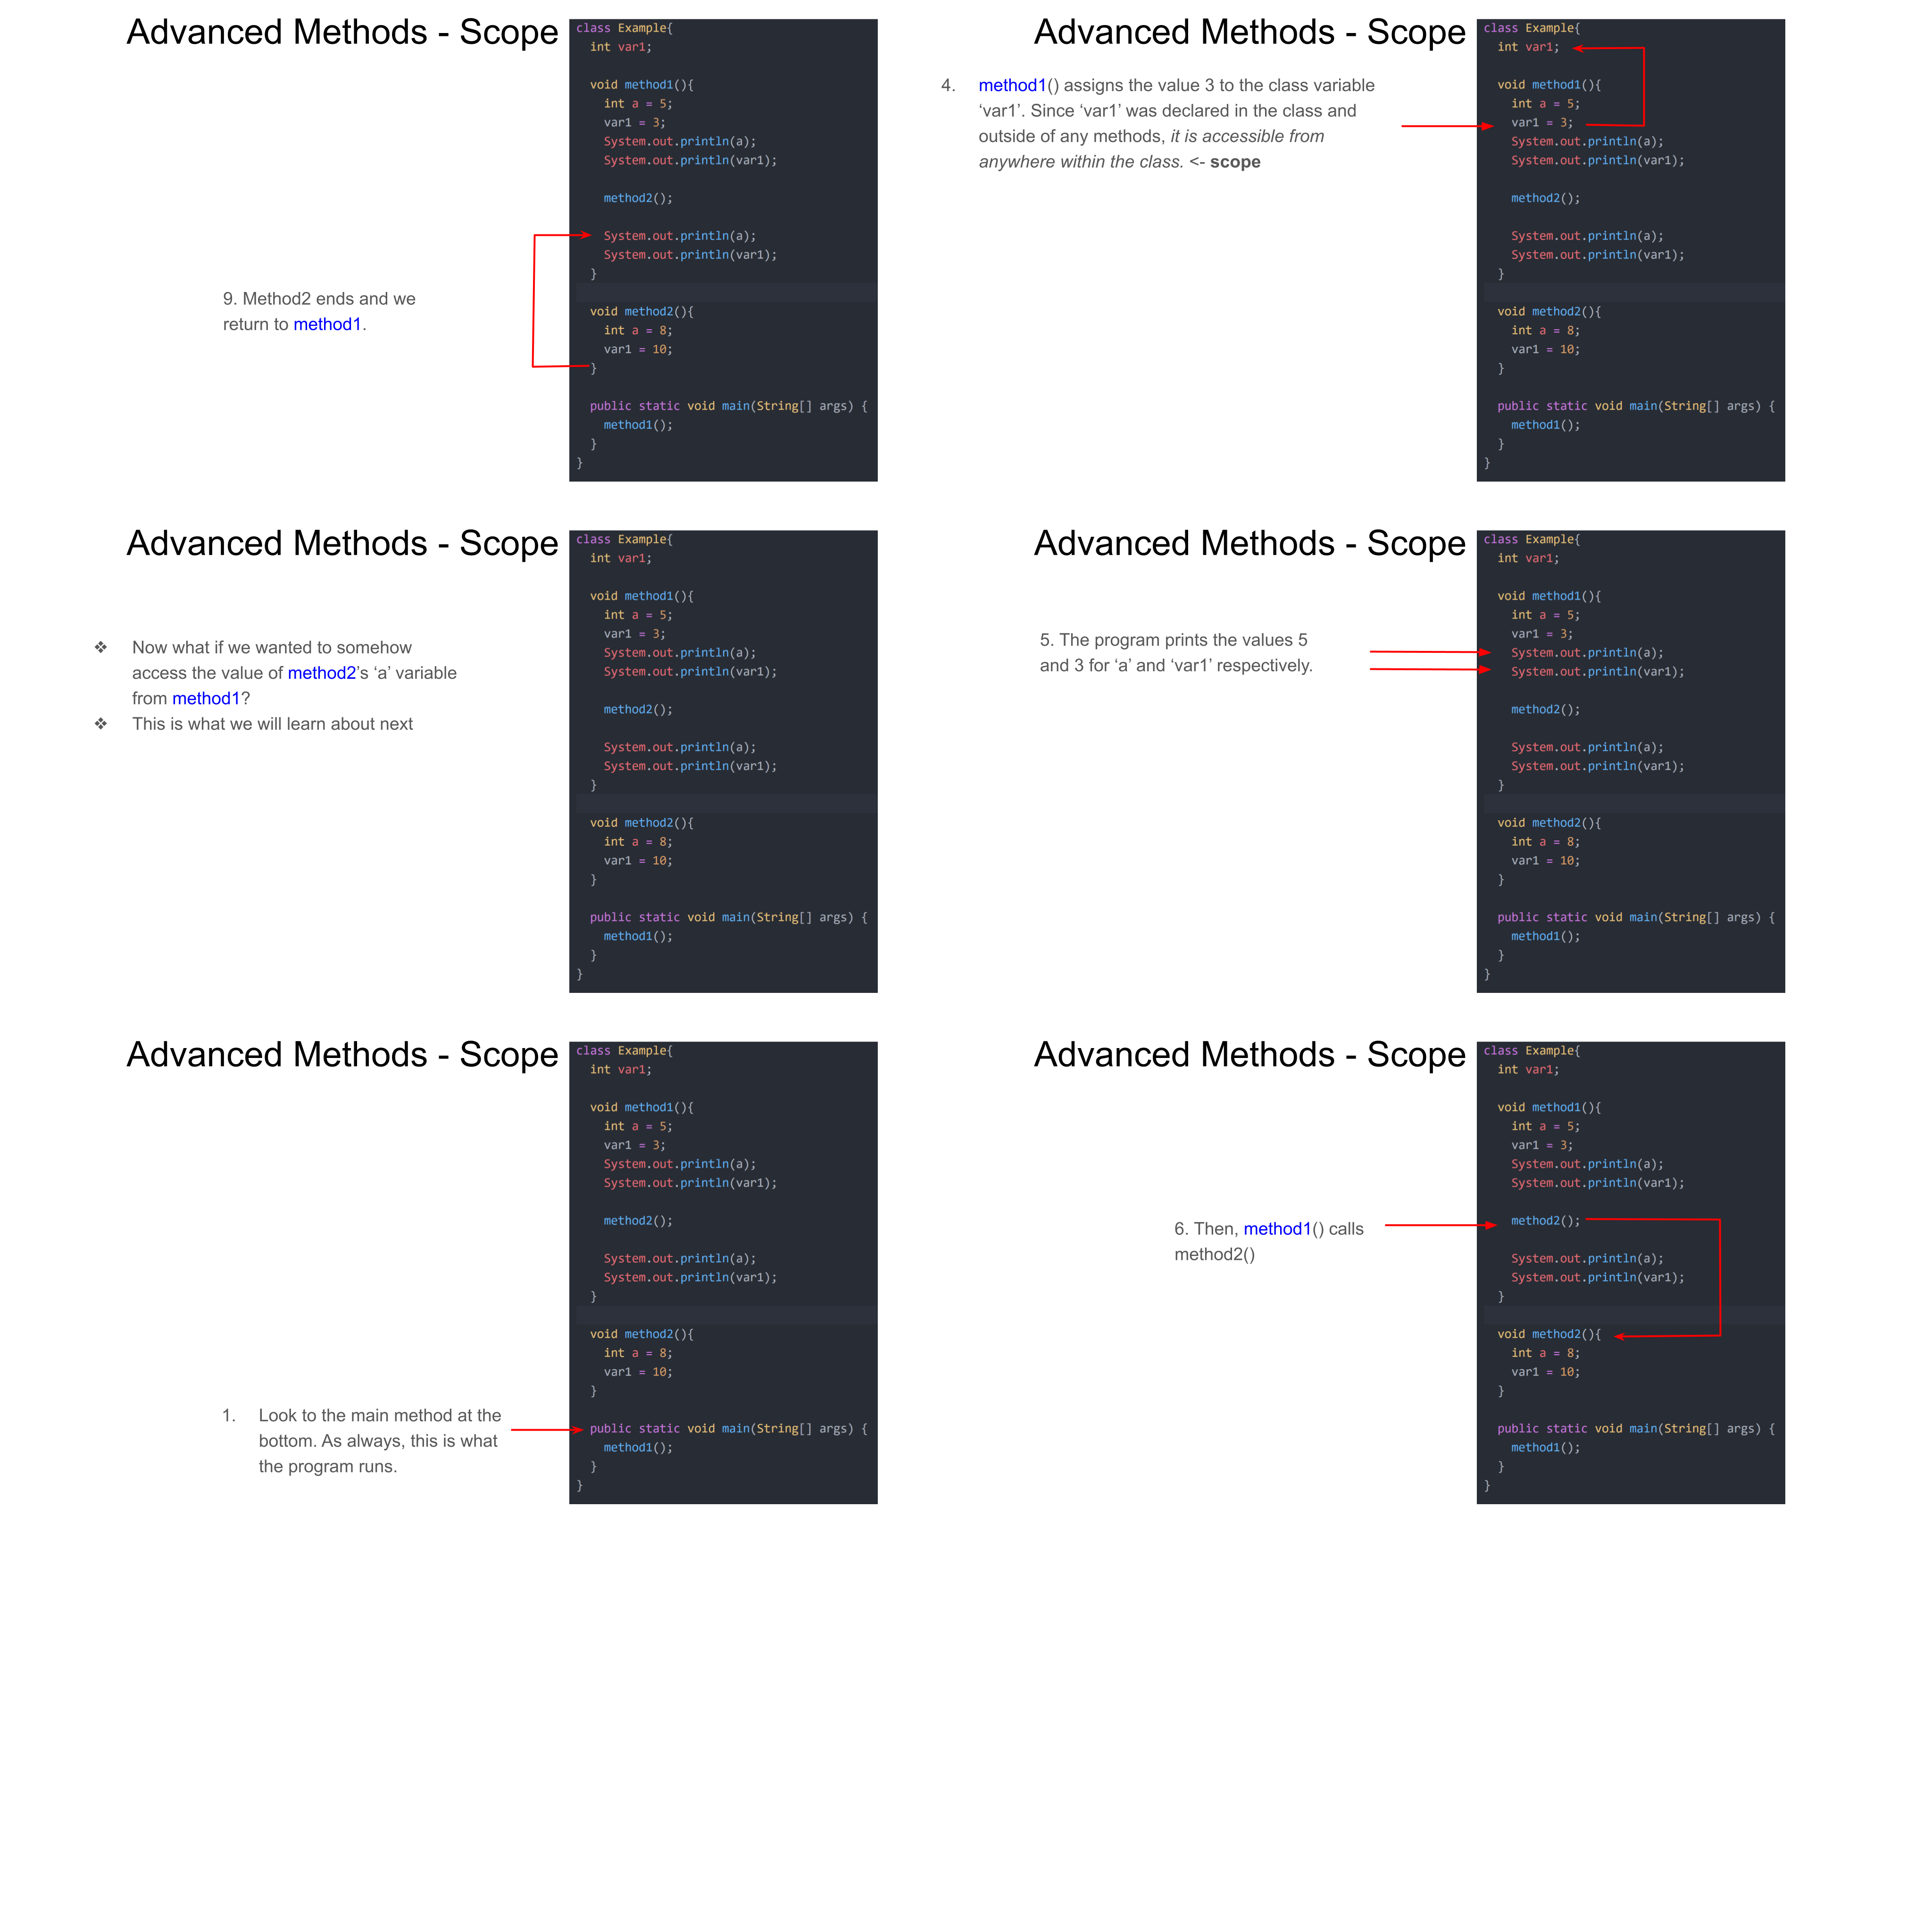 Advanced Methods - Scope
9. Method2 ends and we
return to method1.
class Example{
int var1;
void method1(){
int a = 5;
var1 = 3;
System.out.println(a);
System.out.println(var1);
method2();
System.out.println(a);
System.out.println(var1);
}
void method2(){
int a = 8;
var1 = 10;
}
public static void main(String[] args) {
method1();
}
}
Advanced Methods - Scope
4. method1() assigns the value 3 to the class variable
‘var1’. Since ‘var1’ was declared in the class and
outside of any methods, it is accessible from
anywhere within the class. <- scope
class Example{
int var1;
void method1(){
int a = 5;
var1 = 3;
System.out.println(a);
System.out.println(var1);
method2();
System.out.println(a);
System.out.println(var1);
}
void method2(){
int a = 8;
var1 = 10;
}
public static void main(String[] args) {
method1();
}
}
Advanced Methods - Scope
❖ Now what if we wanted to somehow
access the value of method2’s ‘a’ variable
from method1?
❖ This is what we will learn about next
class Example{
int var1;
void method1(){
int a = 5;
var1 = 3;
System.out.println(a);
System.out.println(var1);
method2();
System.out.println(a);
System.out.println(var1);
}
void method2(){
int a = 8;
var1 = 10;
}
public static void main(String[] args) {
method1();
}
}
Advanced Methods - Scope
5. The program prints the values 5
and 3 for ‘a’ and ‘var1’ respectively.
class Example{
int var1;
void method1(){
int a = 5;
var1 = 3;
System.out.println(a);
System.out.println(var1);
method2();
System.out.println(a);
System.out.println(var1);
}
void method2(){
int a = 8;
var1 = 10;
}
public static void main(String[] args) {
method1();
}
}
Advanced Methods - Scope
1. Look to the main method at the
bottom. As always, this is what
the program runs.
class Example{
int var1;
void method1(){
int a = 5;
var1 = 3;
System.out.println(a);
System.out.println(var1);
method2();
System.out.println(a);
System.out.println(var1);
}
void method2(){
int a = 8;
var1 = 10;
}
public static void main(String[] args) {
method1();
}
}
Advanced Methods - Scope
6. Then, method1() calls
method2()
class Example{
int var1;
void method1(){
int a = 5;
var1 = 3;
System.out.println(a);
System.out.println(var1);
method2();
System.out.println(a);
System.out.println(var1);
}
void method2(){
int a = 8;
var1 = 10;
}
public static void main(String[] args) {
method1();
}
}